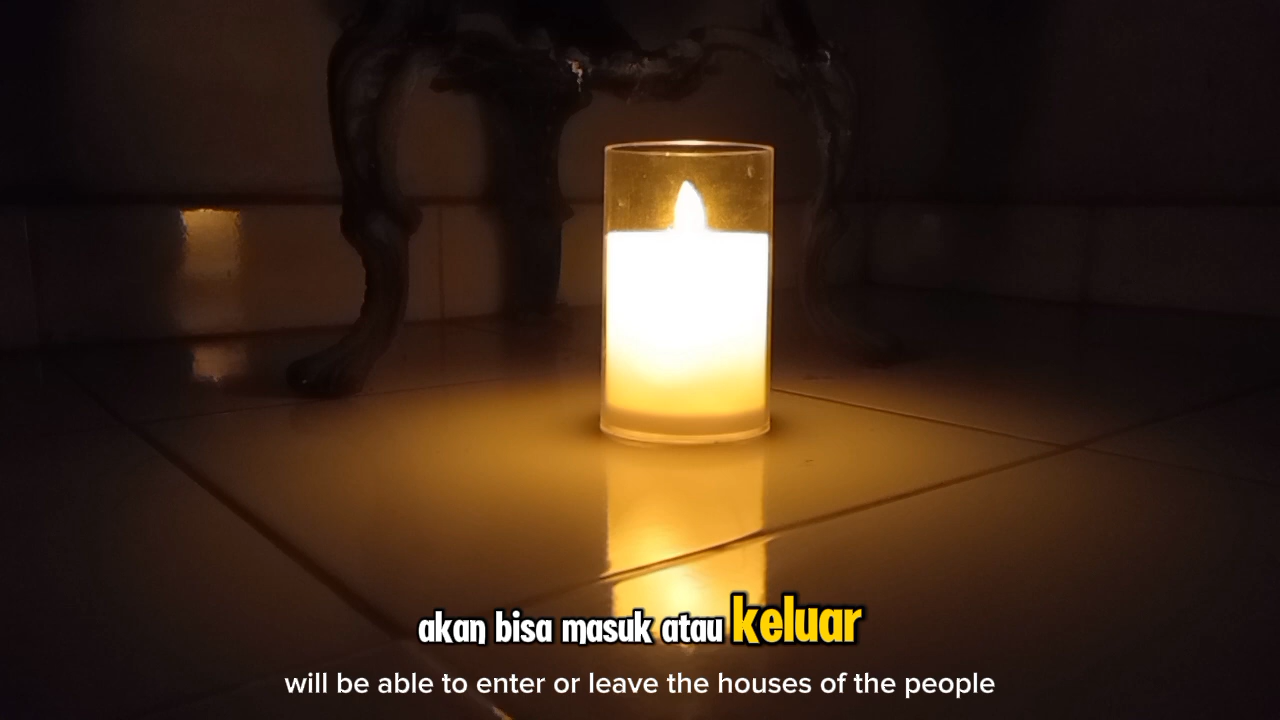 akan bisa masuk atau keluar
will be able to enter or leave the houses of the people